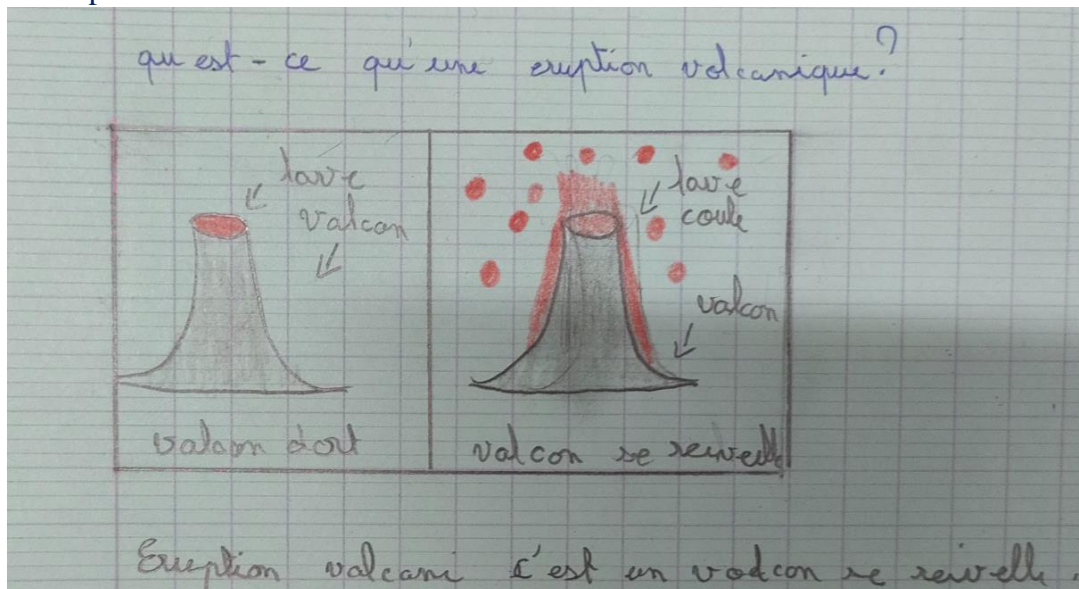 qu est - ce qu'une eruption volcanique ?
lave
valcon
lave
coule
valcon
valcon dort
valcon se reivelle
Eruption valcani c'est un volcon se reivelle.